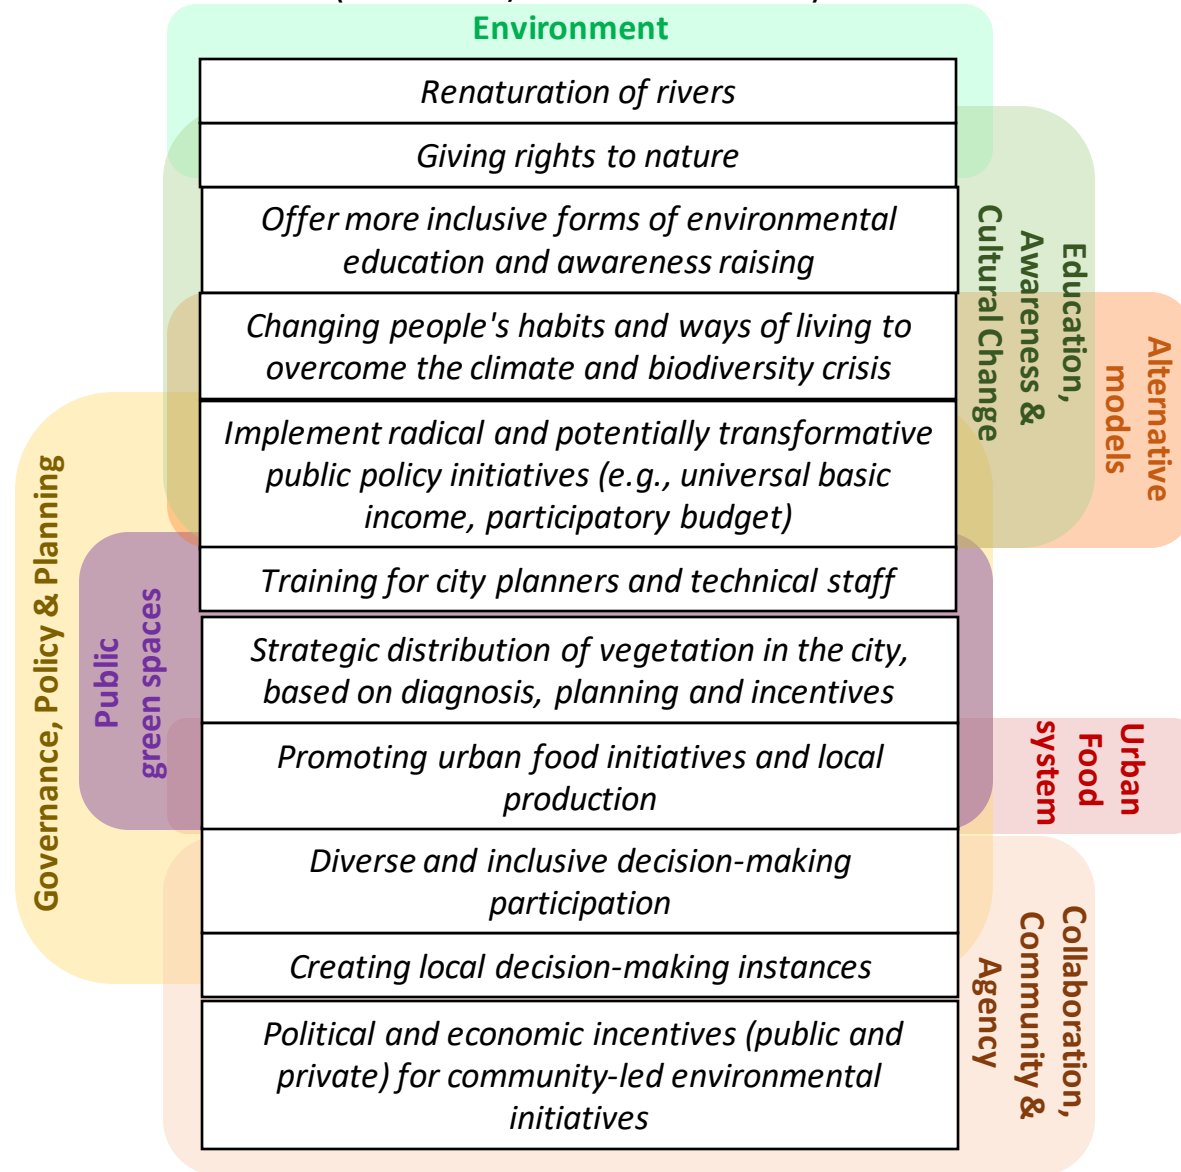 Environment
Renaturation of rivers
Giving rights to nature
Offer more inclusive forms of environmental
education and awareness raising
Changing people's habits and ways of living to
overcome the climate and biodiversity crisis
Implement radical and potentially transformative
public policy initiatives (e.g., universal basic
income, participatory budget)
Training for city planners and technical staff
Strategic distribution of vegetation in the city,
based on diagnosis, planning and incentives
Promoting urban food initiatives and local
production
Diverse and inclusive decision-making
participation
Creating local decision-making instances
Political and economic incentives (public and
private) for community-led environmental
initiatives
Governance, Policy & Planning
Public
green spaces
Education,
Awareness &
Cultural Change
Alternative
models
Urban
Food
system
Collaboration,
Community &
Agency